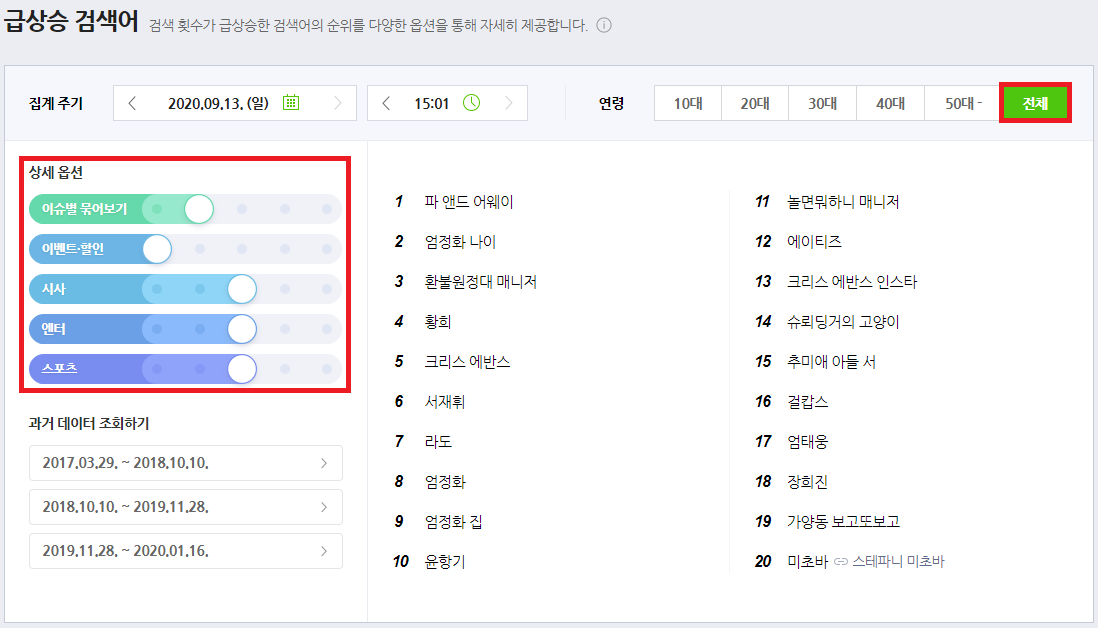 급상승 검색어 검색 횟수가 급상승한 검색어의 순위를 다양한 옵션을 통해 자세히 제공합니다.
집계 주기 2020.09.13. (일) 15:01 연령 10대 20대 30대 40대 50대 - 전체
상세 옵션
이슈별 묶어보기
이벤트·할인
시사
엔터
스포츠
과거 데이터 조회하기
2017.03.29. ~ 2018.10.10.
2018.10.10. ~ 2019.11.28.
2019.11.28. ~ 2020.01.16.
1 파 앤드 어웨이
2 엄정화 나이
3 환불원정대 매니저
4 황희
5 크리스 에반스
6 서재휘
7 라도
8 엄정화
9 엄정화 집
10 윤항기
11 놀면뭐하니 매니저
12 에이티즈
13 크리스 에반스 인스타
14 슈뢰딩거의 고양이
15 추미애 아들 서
16 걸캅스
17 엄태웅
18 장희진
19 가양동 보고또보고
20 미초바 스테파니 미초바